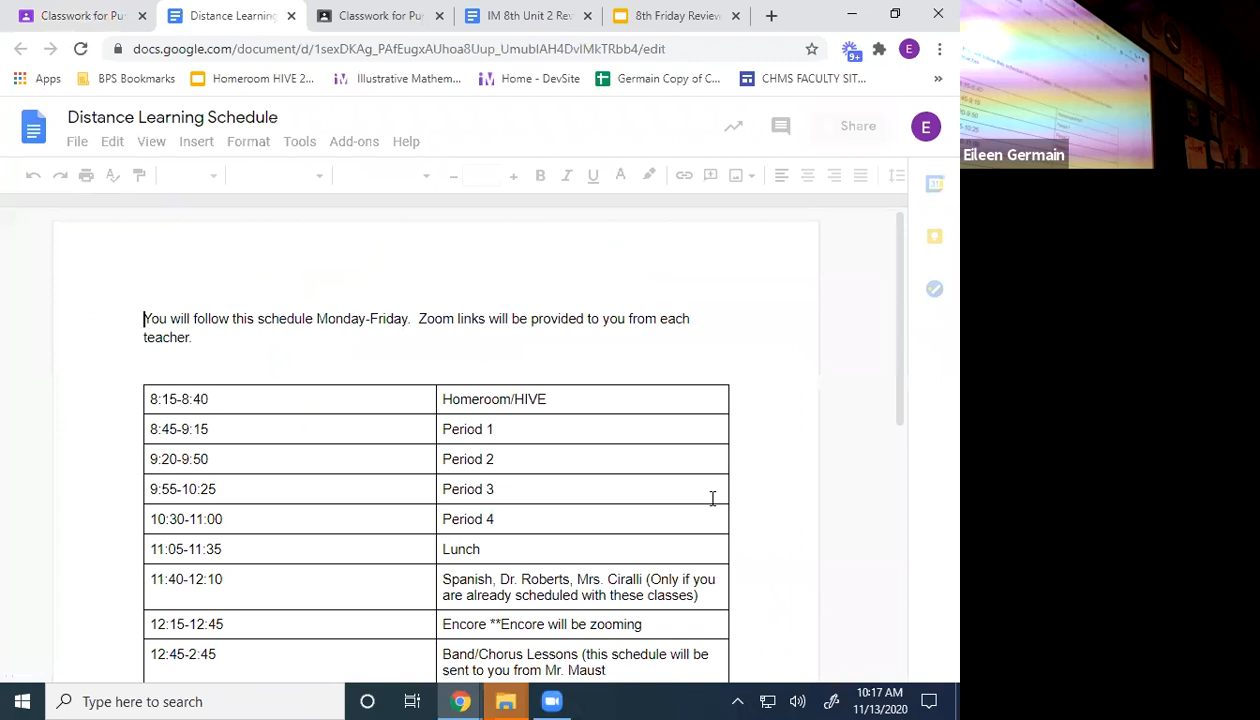 Classwork for Pu
Distance Learning
Classwork for Pu
IM 8th Unit 2 Rev
8th Friday Review
docs.google.com/document/d/1sexDKAg_PAfEugxAUhoa8Uup_UmubIAH4DvlMkTRbb4/edit
9+
E
Apps
BPS Bookmarks
Homeroom HIVE 2...
Illustrative Mathem...
Home - DevSite
Germain Copy of C...
CHMS FACULTY SIT...
»
Distance Learning Schedule
File Edit View Insert Format Tools Add-ons Help
Share
E
B I U A
31
You will follow this schedule Monday-Friday.  Zoom links will be provided to you from each
teacher.
8:15-8:40 Homeroom/HIVE
8:45-9:15 Period 1
9:20-9:50 Period 2
9:55-10:25 Period 3
10:30-11:00 Period 4
11:05-11:35 Lunch
11:40-12:10 Spanish, Dr. Roberts, Mrs. Ciralli (Only if you
are already scheduled with these classes)
12:15-12:45 Encore **Encore will be zooming
12:45-2:45 Band/Chorus Lessons (this schedule will be
sent to you from Mr. Maust
Type here to search
10:17 AM
11/13/2020
Eileen Germain